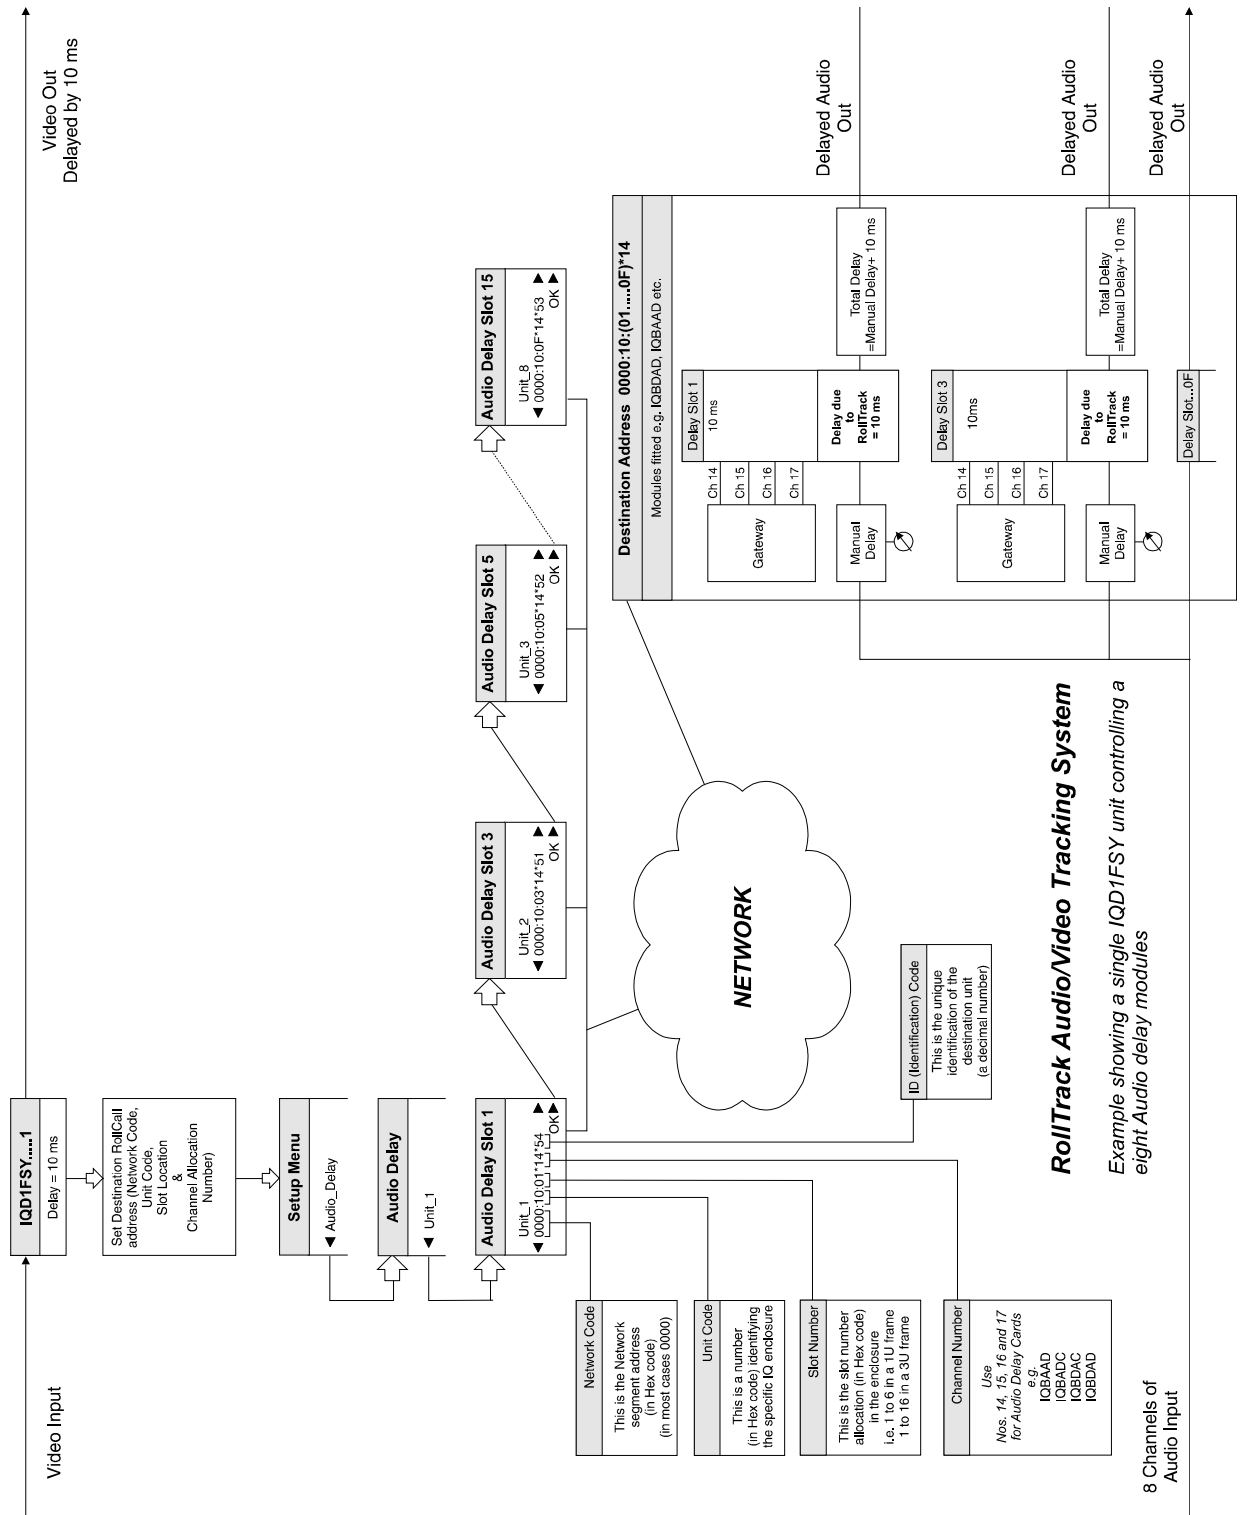 Video Input
IQD1FSY.....1
Delay = 10 ms
Video Out
Delayed by 10 ms
Set Destination RollCall
address (Network Code,
Unit Code,
Slot Location
&
Channel Allocation
Number)
Setup Menu
◀ Audio_Delay
Audio Delay
◀ Unit_1
Audio Delay Slot 1
Unit_1
◀ 0000:10:01*14*54 ▶
OK ▶
Audio Delay Slot 3
Unit_2
◀ 0000:10:03*14*51 ▶
OK ▶
Audio Delay Slot 5
Unit_3
◀ 0000:10:05*14*52 ▶
OK ▶
Audio Delay Slot 15
Unit_8
◀ 0000:10:0F*14*53 ▶
OK ▶
Network Code
This is the Network
segment address
(in Hex code)
(in most cases 0000)
Unit Code
This is a number
(in Hex code) identifying
the specific IQ enclosure
Slot Number
This is the slot number
allocation (in Hex code)
in the enclosure
i.e. 1 to 6 in a 1U frame
1 to 16 in a 3U frame
Channel Number
Use
Nos. 14, 15, 16 and 17
for Audio Delay Cards
e.g.
IQBAAD
IQBADC
IQBDAC
IQBDAD
ID (Identification) Code
This is the unique
identification of the
destination unit
(a decimal number)
NETWORK
Destination Address 0000:10:(01.....0F)*14
Modules fitted e.g. IQBDAD, IQBAAD etc.
Gateway
Ch 14
Ch 15
Ch 16
Ch 17
Delay Slot 1
10 ms
Manual
Delay
Delay due
to
RollTrack
= 10 ms
Total Delay
=Manual Delay+ 10 ms
Delayed Audio
Out
Gateway
Ch 14
Ch 15
Ch 16
Ch 17
Delay Slot 3
10ms
Manual
Delay
Delay due
to
RollTrack
= 10 ms
Total Delay
=Manual Delay+ 10 ms
Delayed Audio
Out
Delay Slot...0F
Delayed Audio
Out
RollTrack Audio/Video Tracking System
Example showing a single IQD1FSY unit controlling a
eight Audio delay modules
8 Channels of
Audio Input